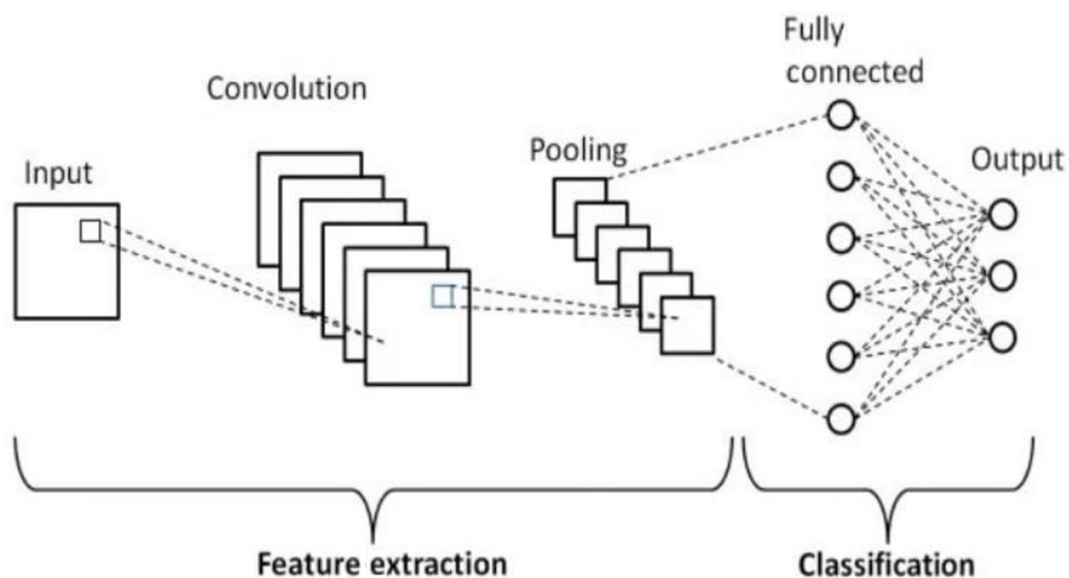 Input
Convolution
Pooling
Fully
connected
Output
Feature extraction
Classification